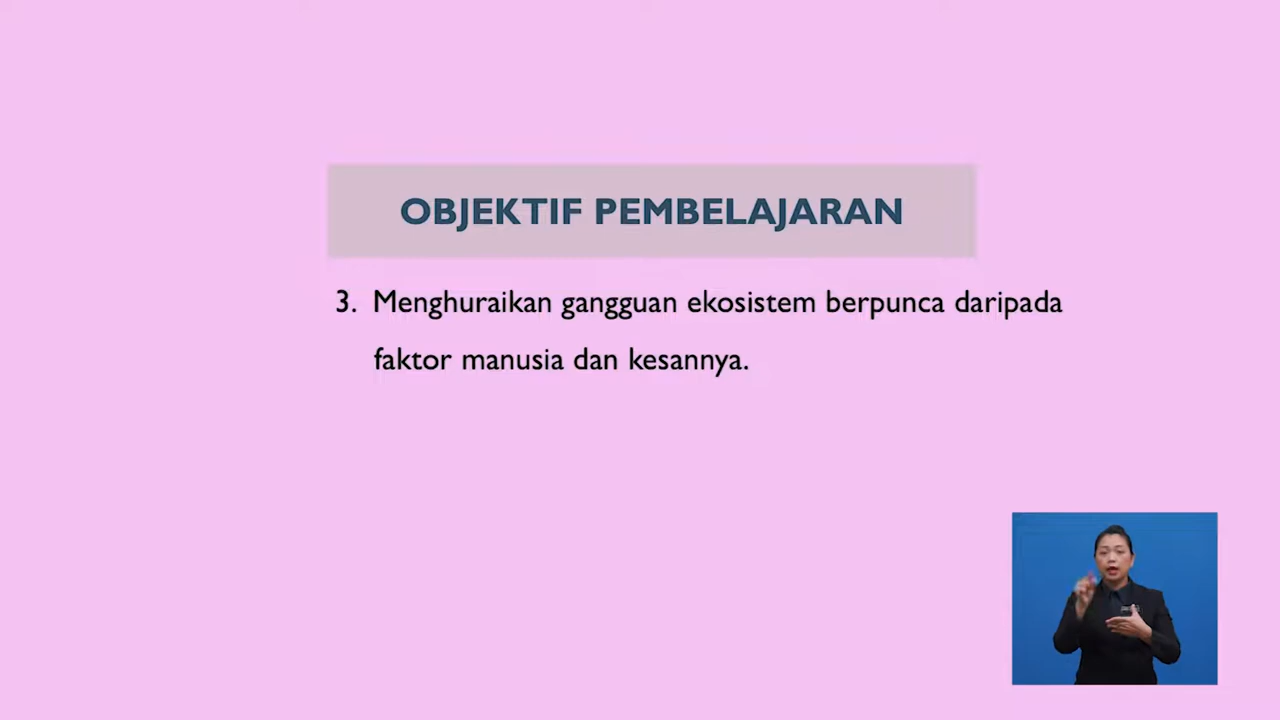 OBJEKTIF PEMBELAJARAN
3. Menghuraikan gangguan ekosistem berpunca daripada
faktor manusia dan kesannya.